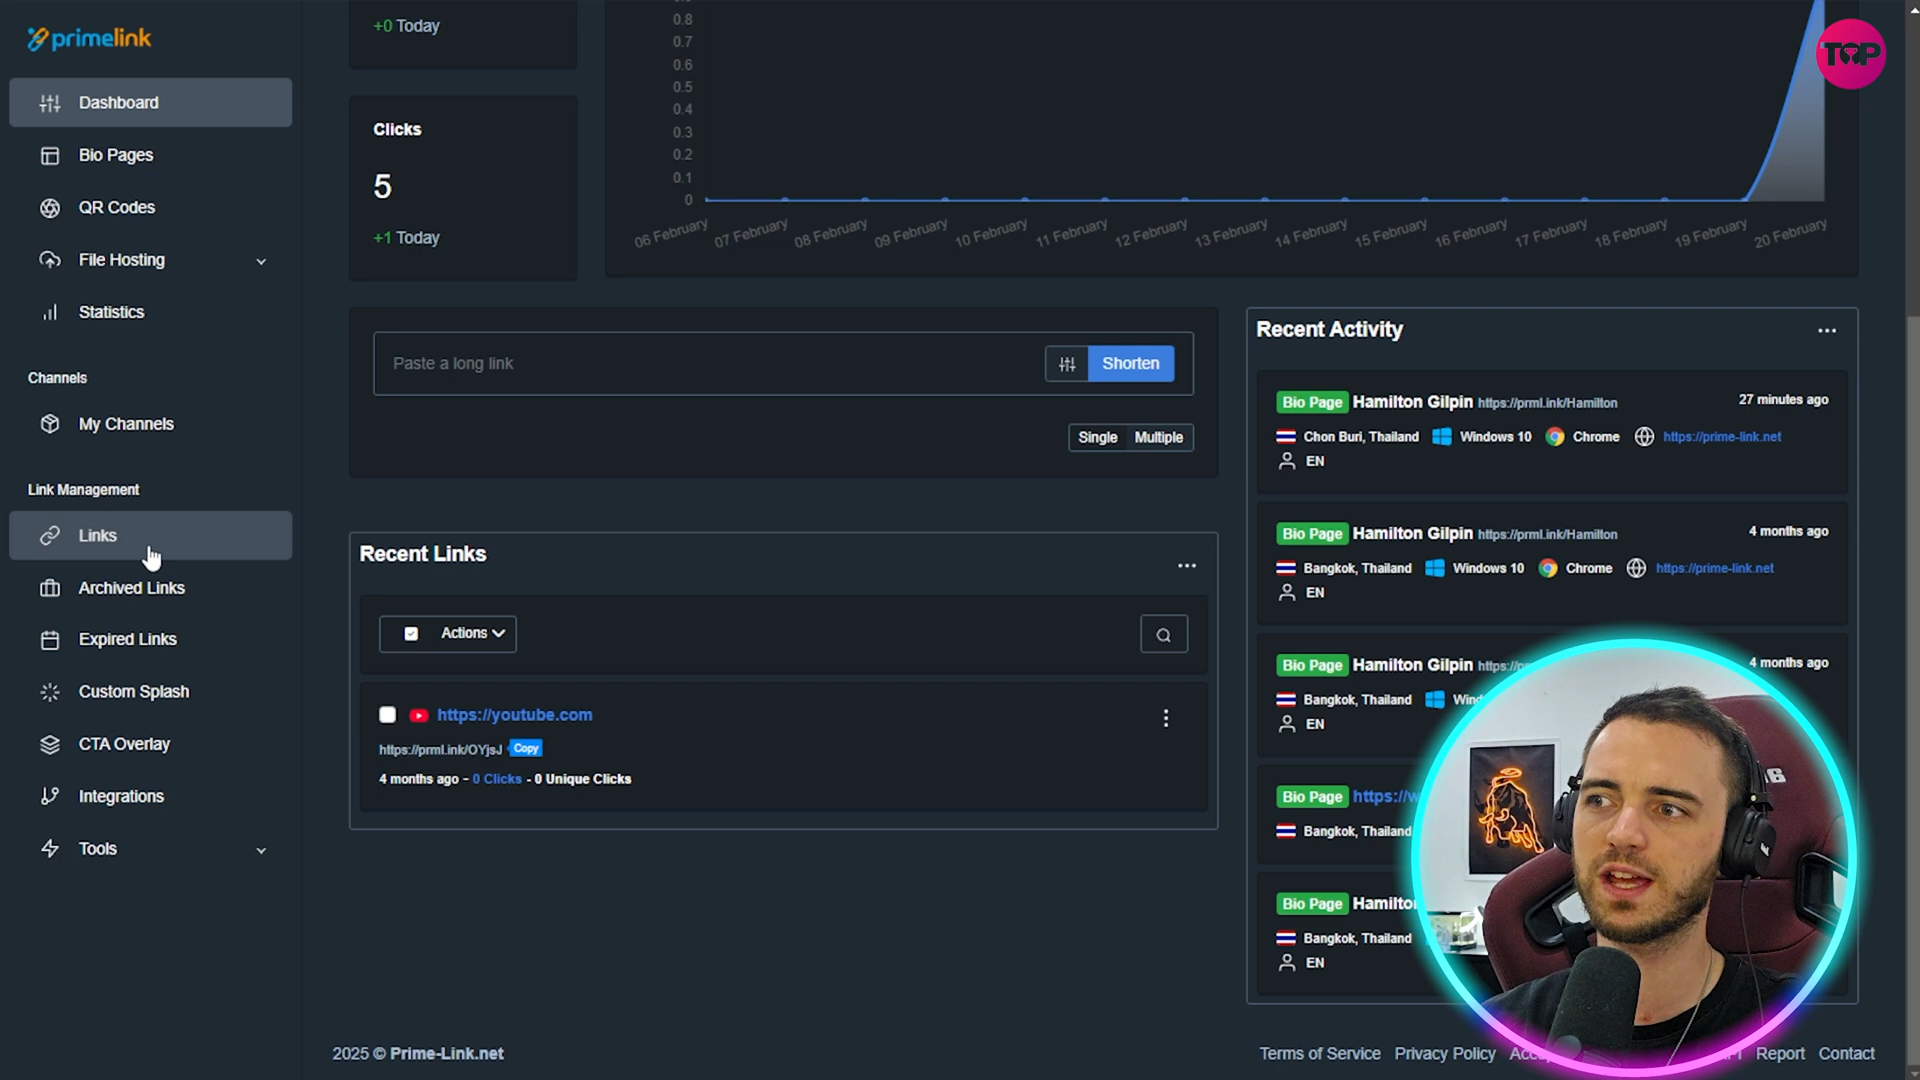 primelink
Dashboard
Bio Pages
QR Codes
File Hosting
Statistics
Channels
My Channels
Link Management
Links
Archived Links
Expired Links
Custom Splash
CTA Overlay
Integrations
Tools
+0 Today
Clicks
5
+1 Today
0.8
0.7
0.6
0.5
0.4
0.3
0.2
0.1
0
06 February
07 February
08 February
09 February
10 February
11 February
12 February
13 February
14 February
15 February
16 February
17 February
18 February
19 February
20 February
TOP
Paste a long link
Shorten
Single Multiple
Recent Links
Actions
https://youtube.com
https://prml.ink/OYjsJ Copy
4 months ago - 0 Clicks - 0 Unique Clicks
Recent Activity
Bio Page Hamilton Gilpin https://prml.ink/Hamilton 27 minutes ago
Chon Buri, Thailand Windows 10 Chrome https://prime-link.net
EN
Bio Page Hamilton Gilpin https://prml.ink/Hamilton 4 months ago
Bangkok, Thailand Windows 10 Chrome https://prime-link.net
EN
Bio Page Hamilton Gilpin 4 months ago
Bangkok, Thailand
EN
Bio Page
Bangkok, Thailand
Bio Page
Bangkok, Thailand
EN
2025 © Prime-Link.net
Terms of Service Privacy Policy Report Contact